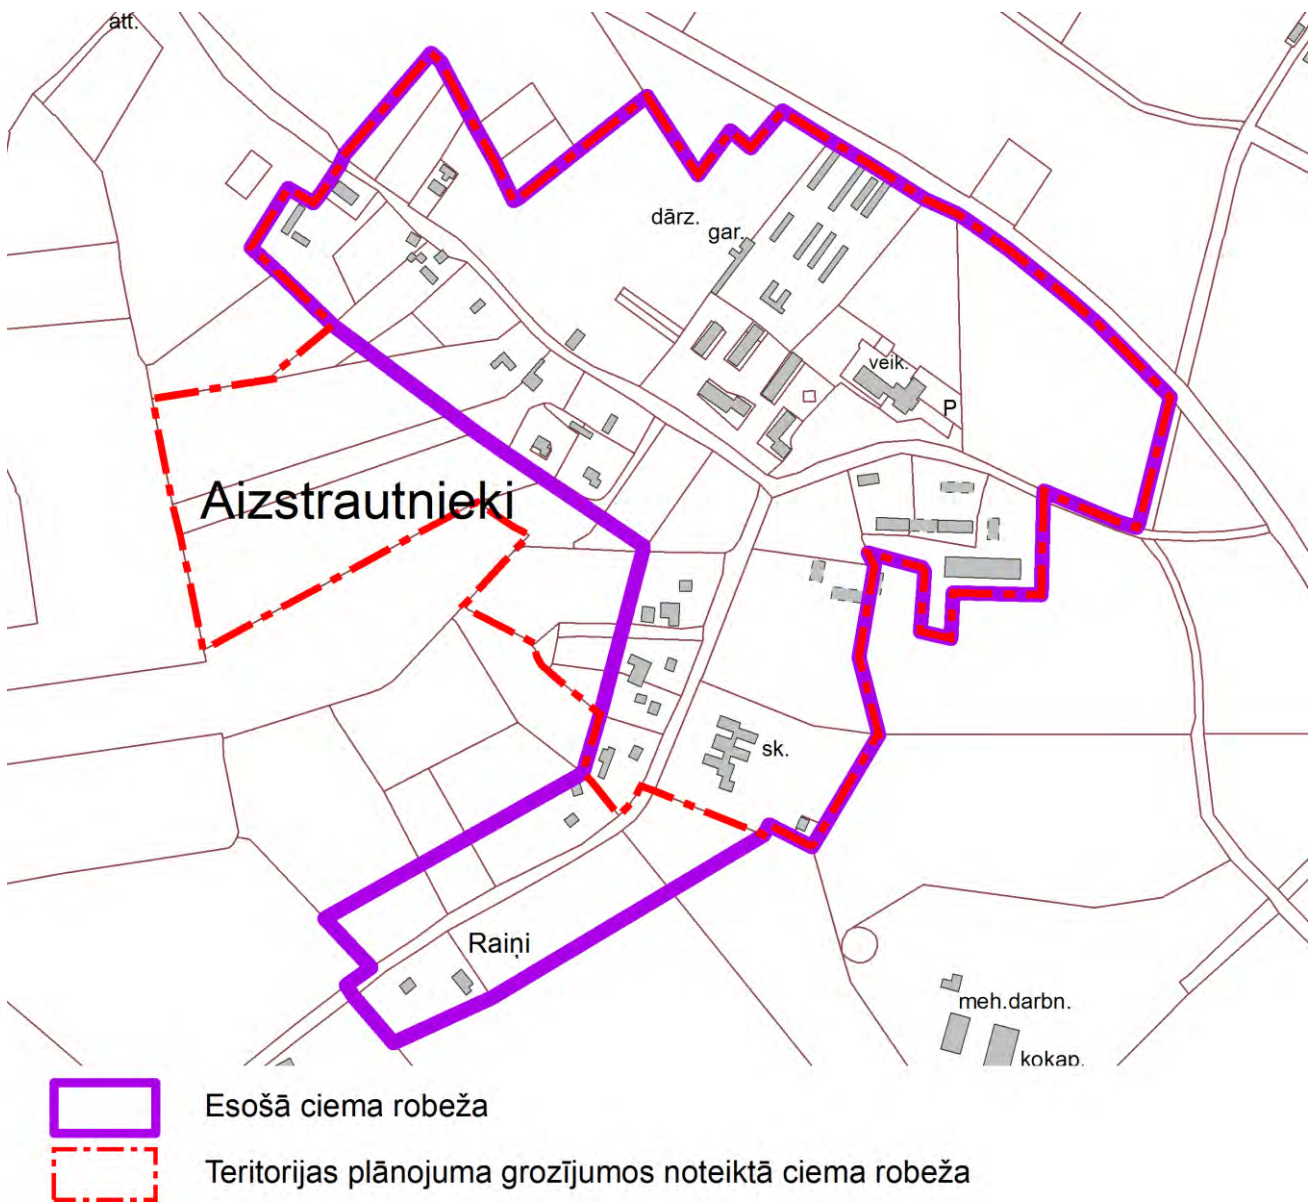 att.
dārz.
gar.
veik.
P
Aizstrautnieki
sk.
Raiņi
meh.darbn.
kokap.
Esošā ciema robeža
Teritorijas plānojuma grozījumos noteiktā ciema robeža